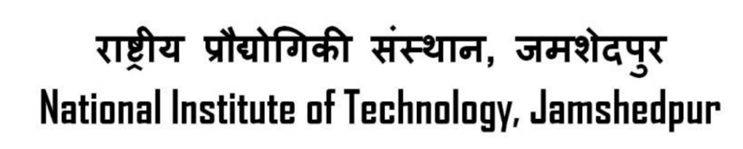 राष्ट्रीय प्रौद्योगिकी संस्थान, जमशेदपुर
National Institute of Technology, Jamshedpur